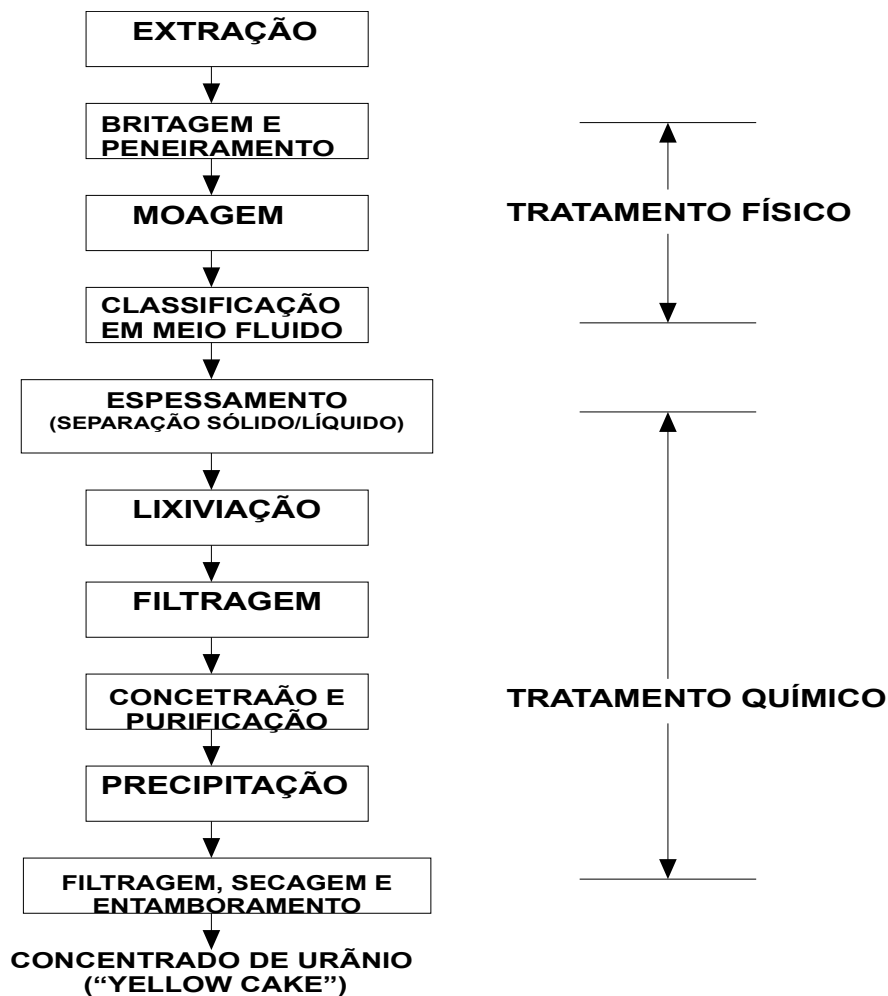 EXTRAÇÃO
BRITAGEM E
PENEIRAMENTO
MOAGEM
TRATAMENTO FÍSICO
CLASSIFICAÇÃO
EM MEIO FLUIDO
ESPESSAMENTO
(SEPARAÇÃO SÓLIDO/LÍQUIDO)
LIXIVIAÇÃO
FILTRAGEM
CONCETRAÃO E
PURIFICAÇÃO
TRATAMENTO QUÍMICO
PRECIPITAÇÃO
FILTRAGEM, SECAGEM E
ENTAMBORAMENTO
CONCENTRADO DE URÃNIO
(“YELLOW CAKE”)